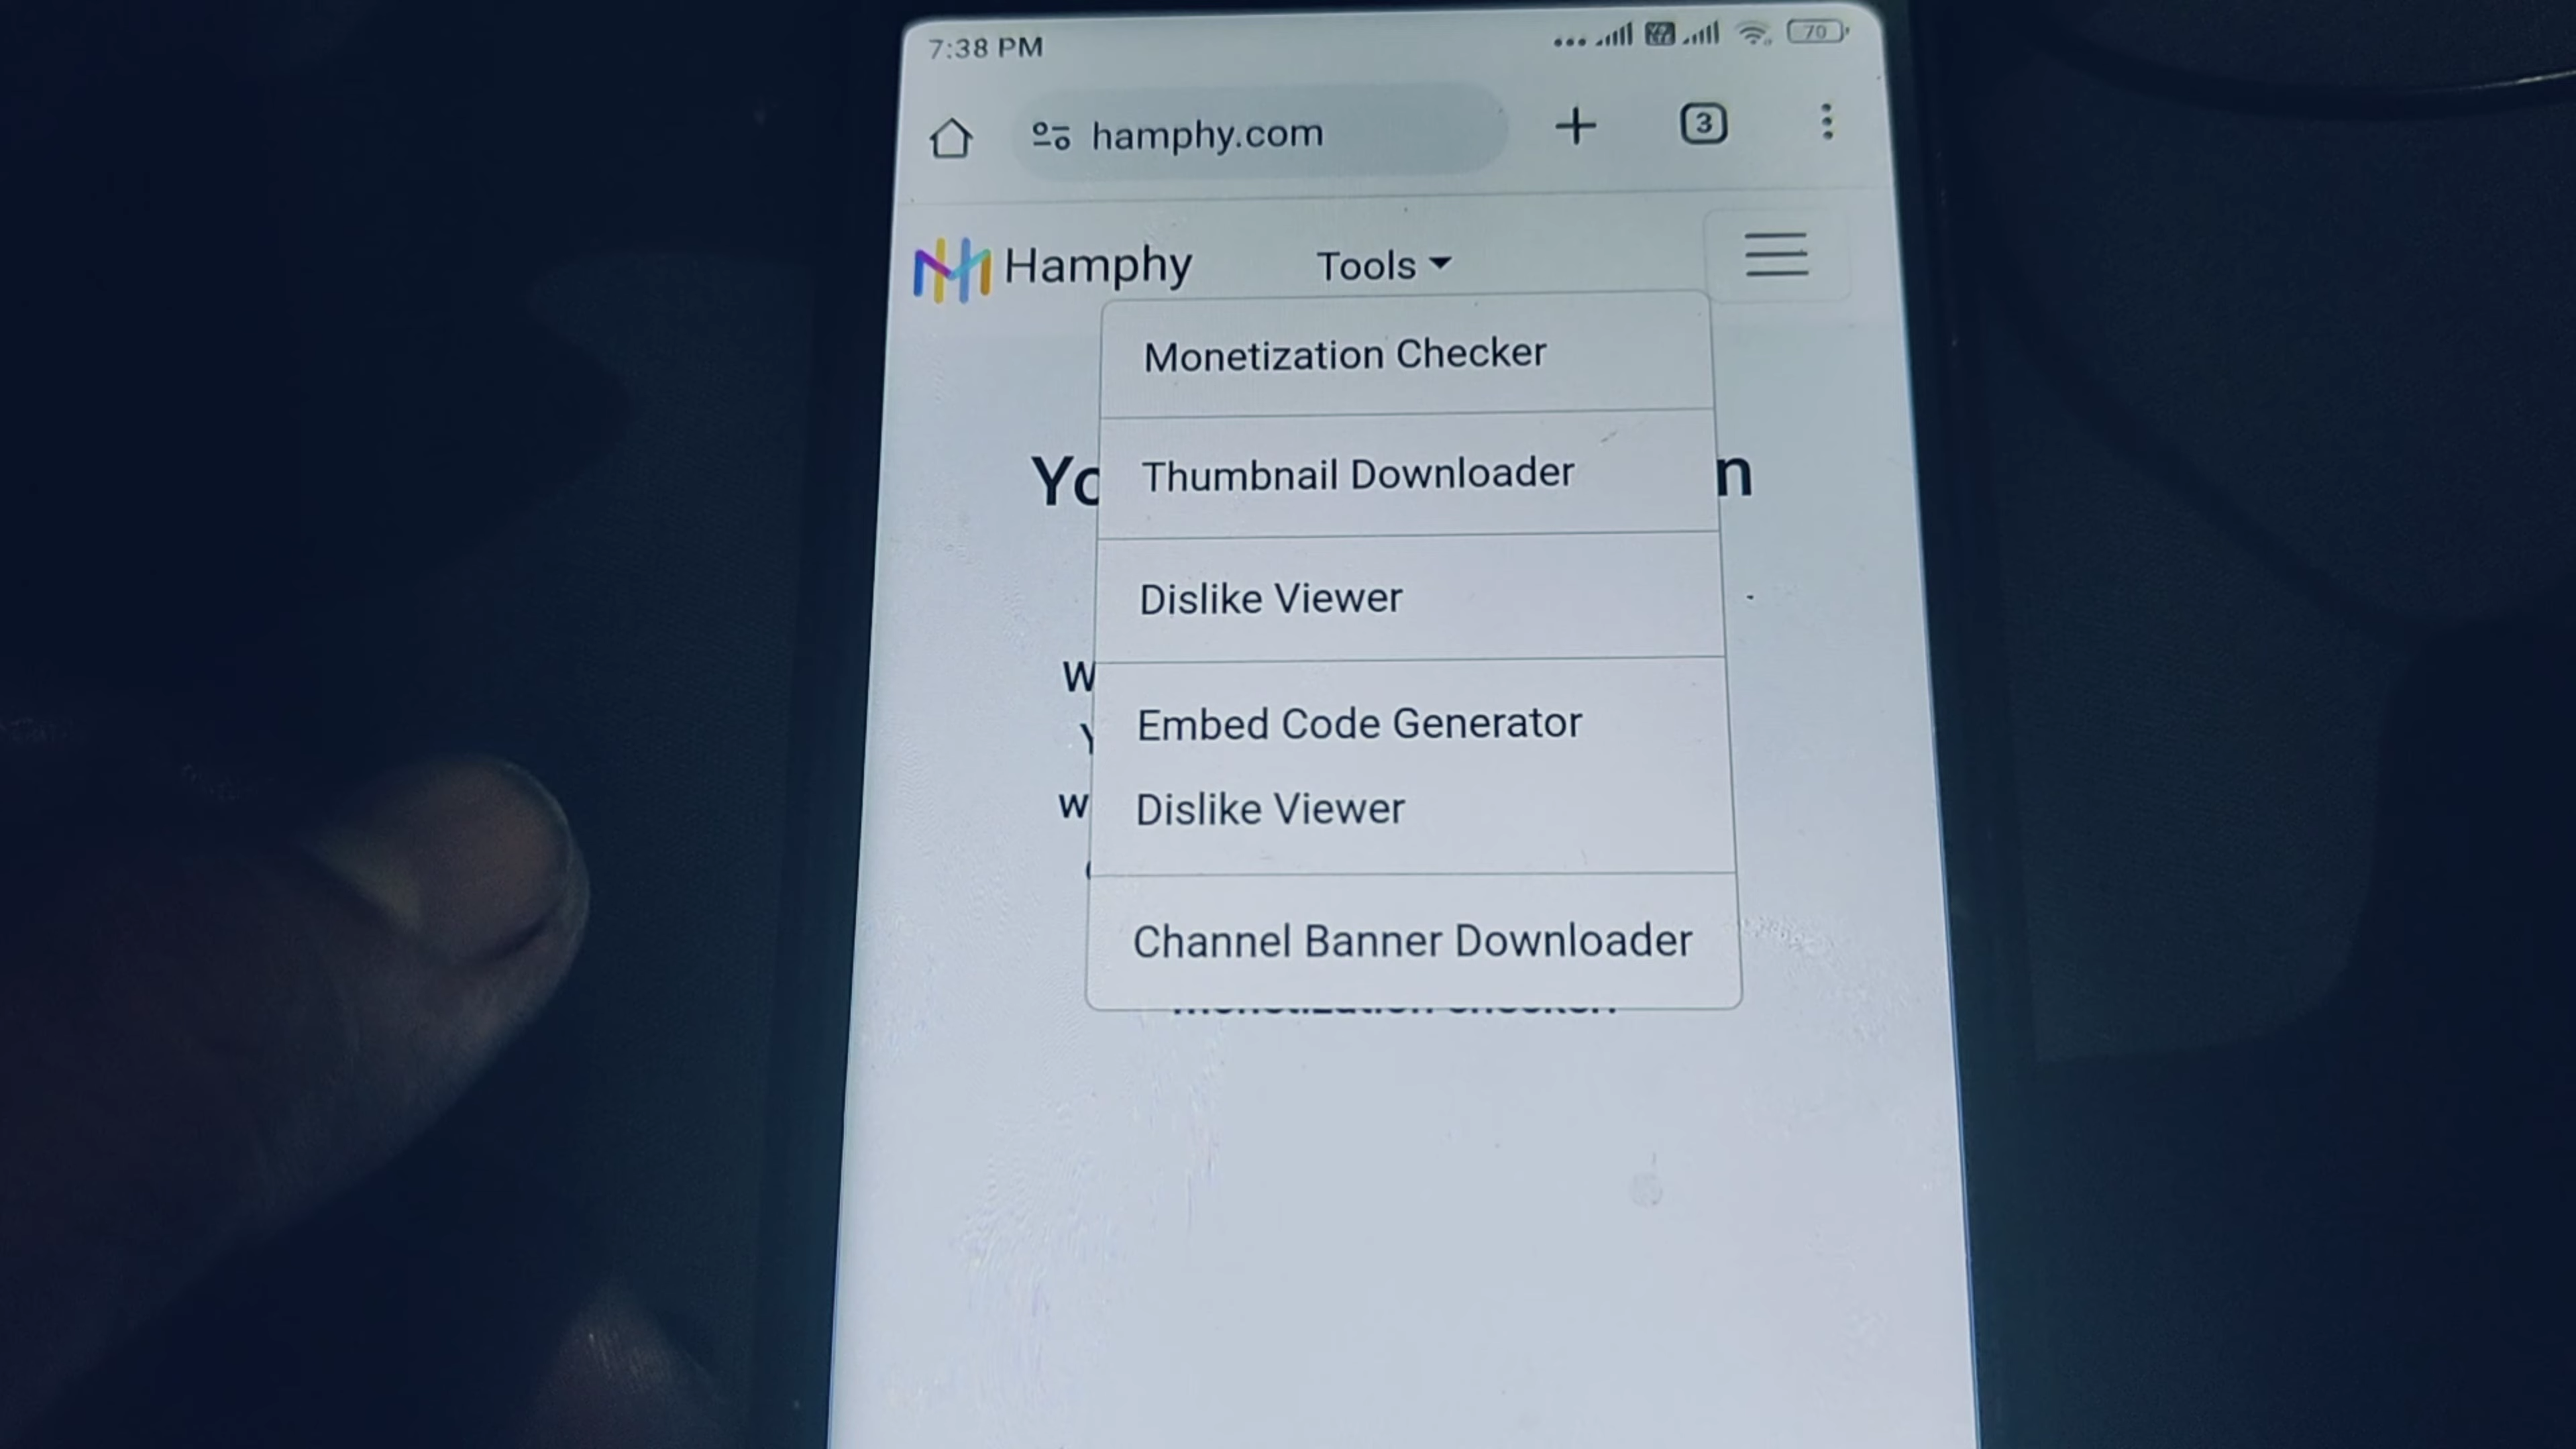 7:38 PM
70
hamphy.com
3
Hamphy
Tools
Monetization Checker
Thumbnail Downloader
Dislike Viewer
Embed Code Generator
Dislike Viewer
Channel Banner Downloader